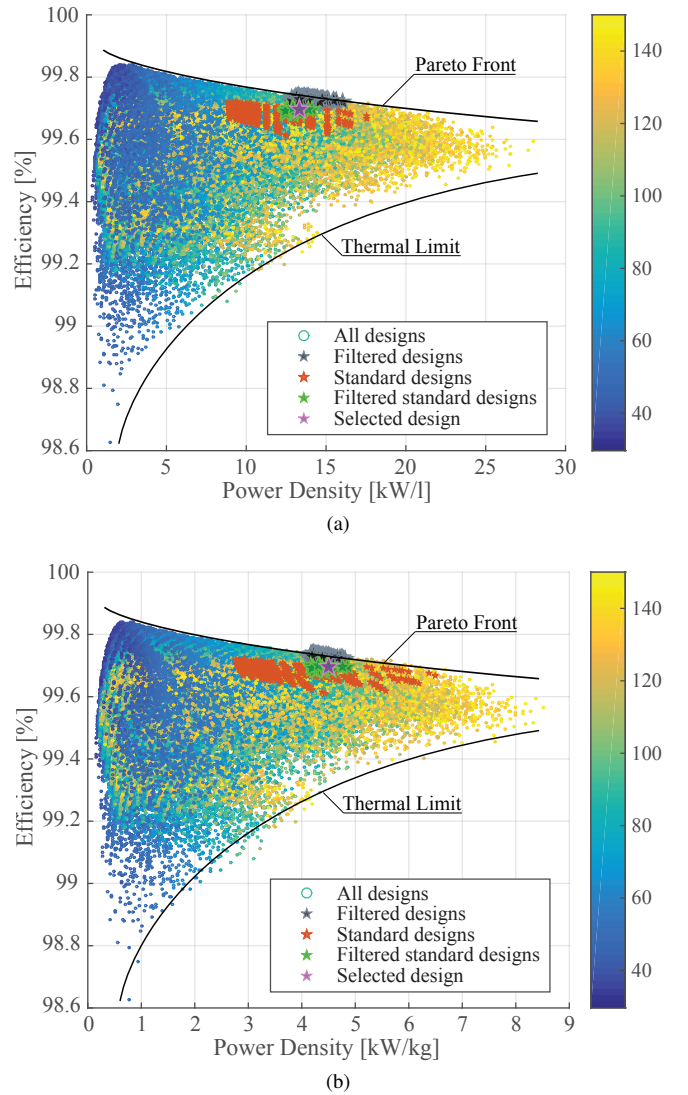 100
99.8
99.6
99.4
99.2
99
98.8
98.6
Efficiency [%]
Pareto Front
Thermal Limit
All designs
Filtered designs
Standard designs
Filtered standard designs
Selected design
0 5 10 15 20 25 30
Power Density [kW/l]
140
120
100
80
60
40
(a)
100
99.8
99.6
99.4
99.2
99
98.8
98.6
Efficiency [%]
Pareto Front
Thermal Limit
All designs
Filtered designs
Standard designs
Filtered standard designs
Selected design
0 1 2 3 4 5 6 7 8 9
Power Density [kW/kg]
140
120
100
80
60
40
(b)